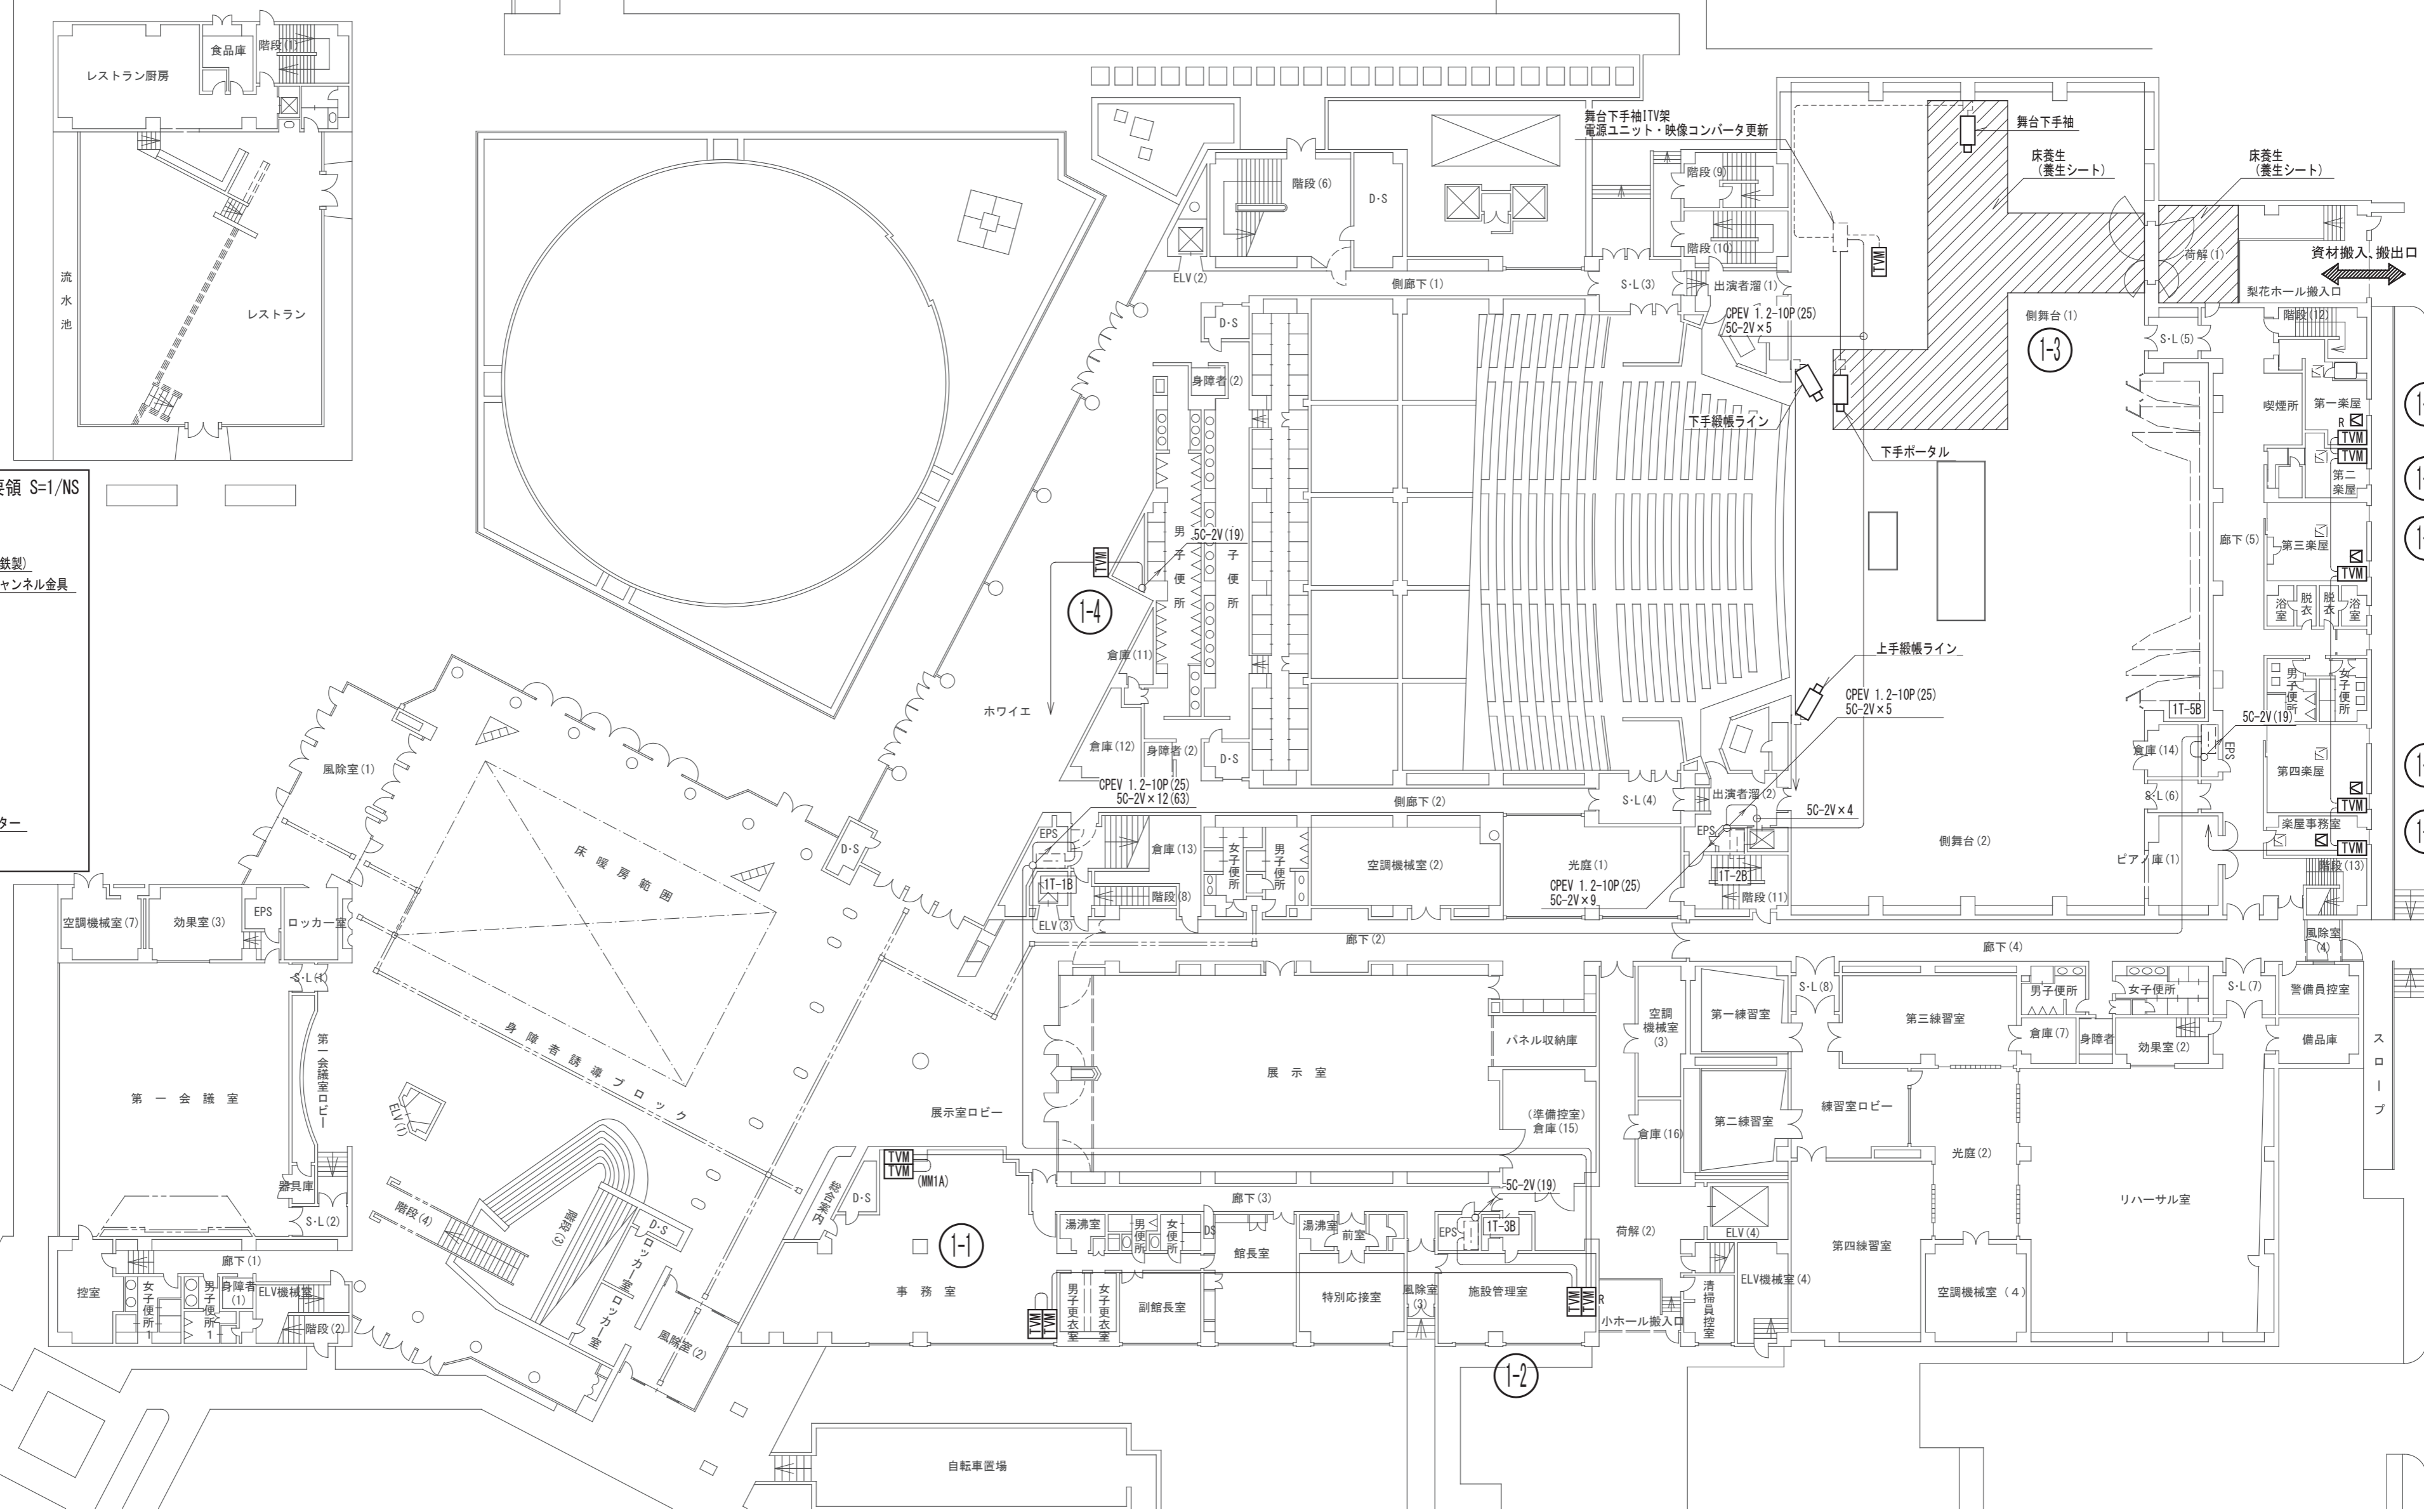 食品庫
階段(1)
レストラン厨房
流水池
レストラン
要領 S=1/NS
鉄製)
ャンネル金具
ター
舞台下手袖ITV架
電源ユニット・映像コンバータ更新
舞台下手袖
床養生
(養生シート)
床養生
(養生シート)
階段(6)
D・S
階段(9)
階段(10)
ELV(2)
側廊下(1)
S・L(3)
出演者溜(1)
TVM
荷解(1)
資材搬入、搬出口
梨花ホール搬入口
CPEV 1.2-10P(25)
5C-2V×5
側舞台(1)
1-3
階段(12)
S・L(5)
D・S
身障者(2)
喫煙所
第一楽屋
R
TVM
TVM
第二
楽屋
下手緞帳ライン
下手ポータル
5C-2V(19)
男子便所
子便所
TVM
1-4
廊下(5)
第三楽屋
TVM
浴室
脱衣
脱衣
浴室
倉庫(11)
ホワイエ
上手緞帳ライン
CPEV 1.2-10P(25)
5C-2V×5
男子便所
女子便所
1T-5B
5C-2V(19)
倉庫(12)
身障者(2)
D・S
倉庫(14)
EPS
第四楽屋
TVM
風除室(1)
CPEV 1.2-10P(25)
5C-2V×12(63)
側廊下(2)
S・L(4)
出演者溜(2)
5C-2V×4
S・L(6)
楽屋事務室
TVM
EPS
倉庫(13)
女子便所
男子便所
空調機械室(2)
光庭(1)
EPS
側舞台(2)
ピアノ庫(1)
階段(13)
床暖房範囲
D・S
1T-1B
階段(8)
CPEV 1.2-10P(25)
5C-2V×9
1T-2B
階段(11)
空調機械室(7)
効果室(3)
EPS
ロッカー室
ELV(3)
廊下(2)
廊下(4)
風除室
(4)
S・L(1)
第一会議室ロビー
第一会議室
身障者誘導ブロック
ELV(1)
展示室ロビー
展示室
パネル収納庫
(準備控室)
倉庫(15)
空調
機械室
(3)
倉庫(16)
第一練習室
第二練習室
S・L(8)
第三練習室
男子便所
女子便所
S・L(7)
警備員控室
倉庫(7)
身障者
効果室(2)
備品庫
スロープ
練習室ロビー
光庭(2)
リハーサル室
器具庫
S・L(2)
階段(4)
階段(3)
D・S
ロッカー室
ロッカー室
総合案内
D・S
TVM
TVM
(MM1A)
1-1
事務室
廊下(3)
湯沸室
男便所
女便所
DS
館長室
湯沸室
前室
EPS
5C-2V(19)
1T-3B
荷解(2)
ELV(4)
第四練習室
廊下(1)
控室
女子便所1
男子便所1
身障者
(1)
ELV機械室
階段(2)
風除室(2)
TVM
TVM
男子更衣室
女子更衣室
副館長室
特別応接室
風除室
(3)
施設管理室
TVM
TVM
R
小ホール搬入口
清掃員控室
ELV機械室(4)
空調機械室(4)
1-2
自転車置場